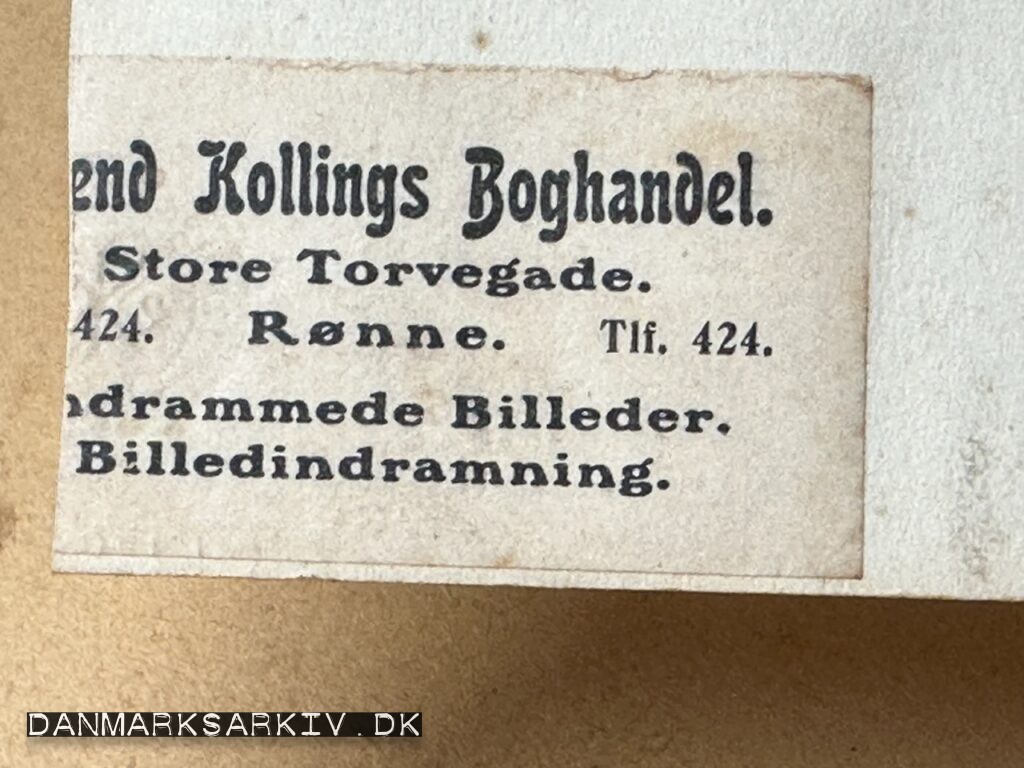 end Kollings Boghandel.
Store Torvegade.
424. Rønne. Tlf. 424.
ndrammede Billeder.
Billedindramning.
DANMARKSARKIV.DK